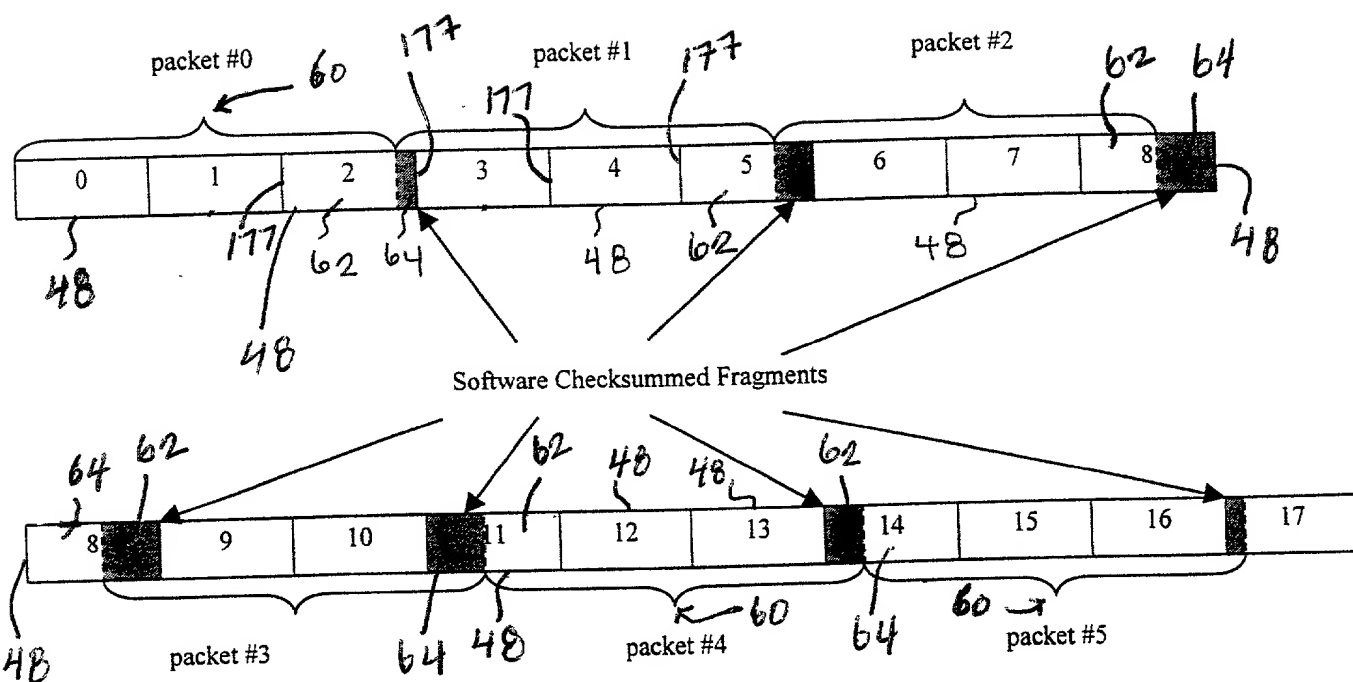 packet #0 60 177 packet #1 177 packet #2 62 64
177
0 1 2 3 4 5 6 7 8
48 177 62 64 48 62 48 48
48
Software Checksummed Fragments
64 62 62 48 48 62
8 9 10 11 12 13 14 15 16 17
48 packet #3 64 48 packet #4 60 64 60 packet #5